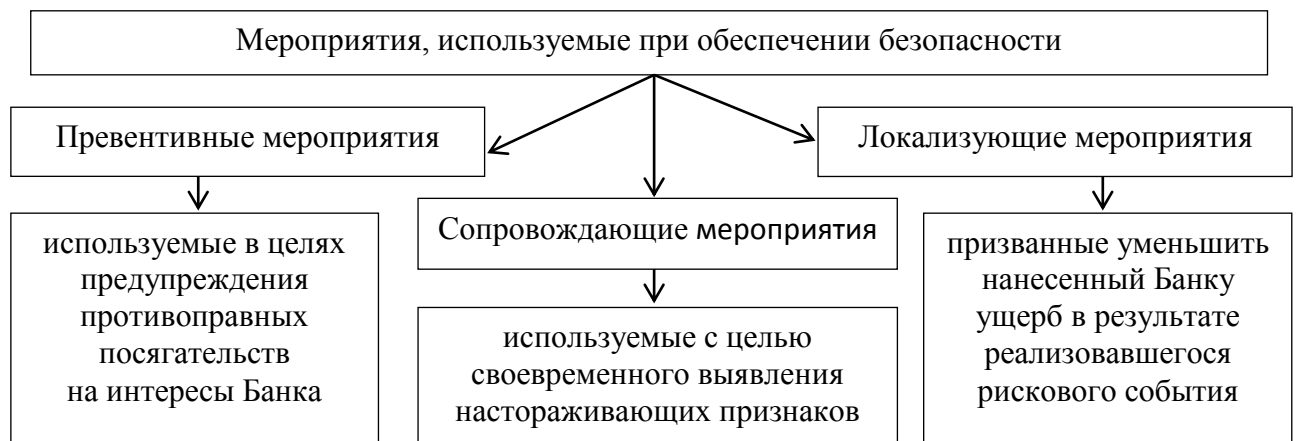 Мероприятия, используемые при обеспечении безопасности
Превентивные мероприятия
Локализующие мероприятия
Сопровождающие мероприятия
используемые в целях
предупреждения
противоправных
посягательств
на интересы Банка
используемые с целью
своевременного выявления
настораживающих признаков
призванные уменьшить
нанесенный Банку
ущерб в результате
реализовавшегося
рискового события